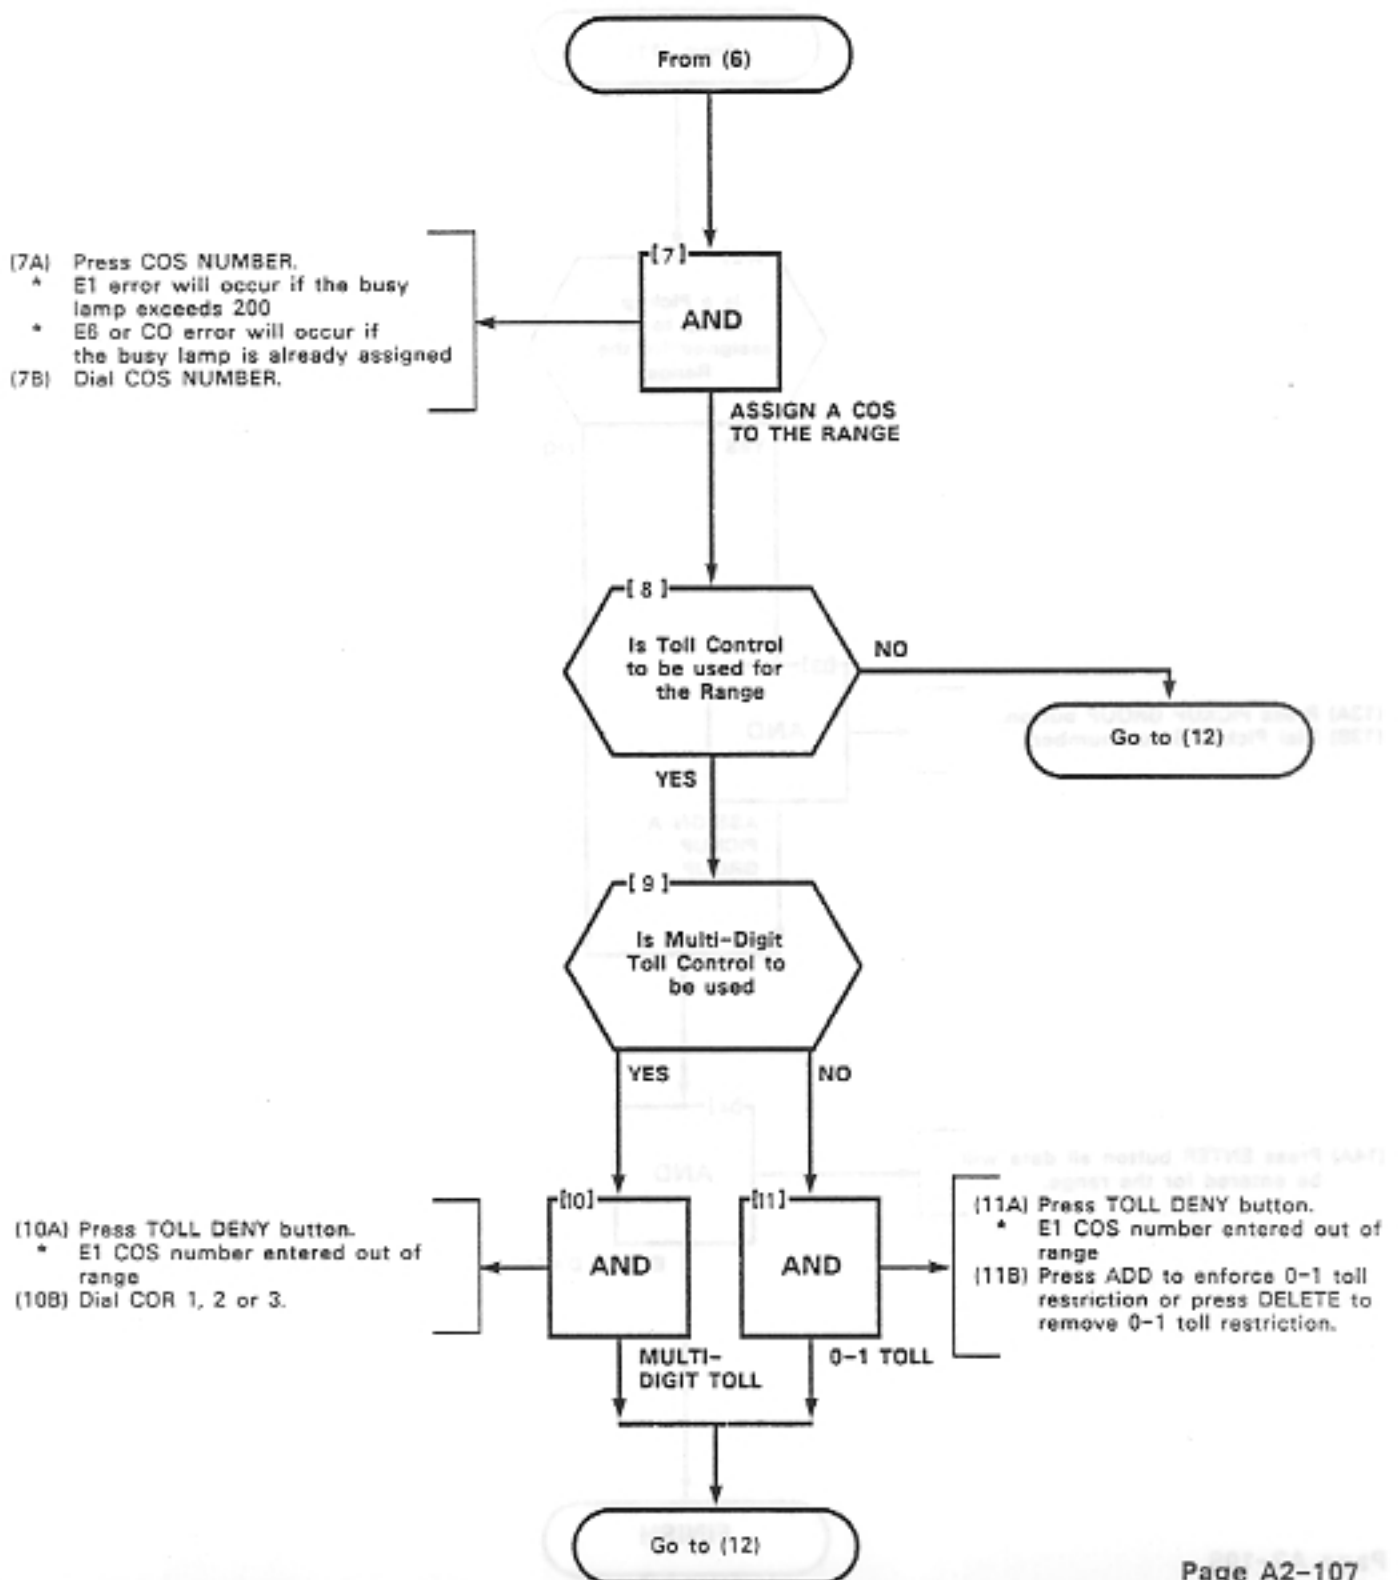 From (6)
[7]
AND
(7A) Press COS NUMBER.
* E1 error will occur if the busy
lamp exceeds 200
* E6 or CO error will occur if
the busy lamp is already assigned
(7B) Dial COS NUMBER.
ASSIGN A COS
TO THE RANGE
[8]
Is Toll Control
to be used for
the Range
NO
Go to (12)
YES
[9]
Is Multi-Digit
Toll Control to
be used
YES
NO
[10]
AND
(10A) Press TOLL DENY button.
* E1 COS number entered out of
range
(10B) Dial COR 1, 2 or 3.
MULTI-
DIGIT TOLL
[11]
AND
(11A) Press TOLL DENY button.
* E1 COS number entered out of
range
(11B) Press ADD to enforce 0-1 toll
restriction or press DELETE to
remove 0-1 toll restriction.
0-1 TOLL
Go to (12)
Page A2-107